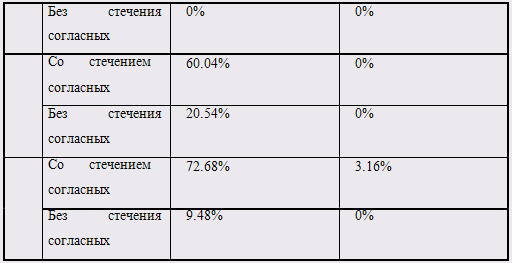 Без стечения 0% 0%
согласных
Со стечением 60.04% 0%
согласных
Без стечения 20.54% 0%
согласных
Со стечением 72.68% 3.16%
согласных
Без стечения 9.48% 0%
согласных